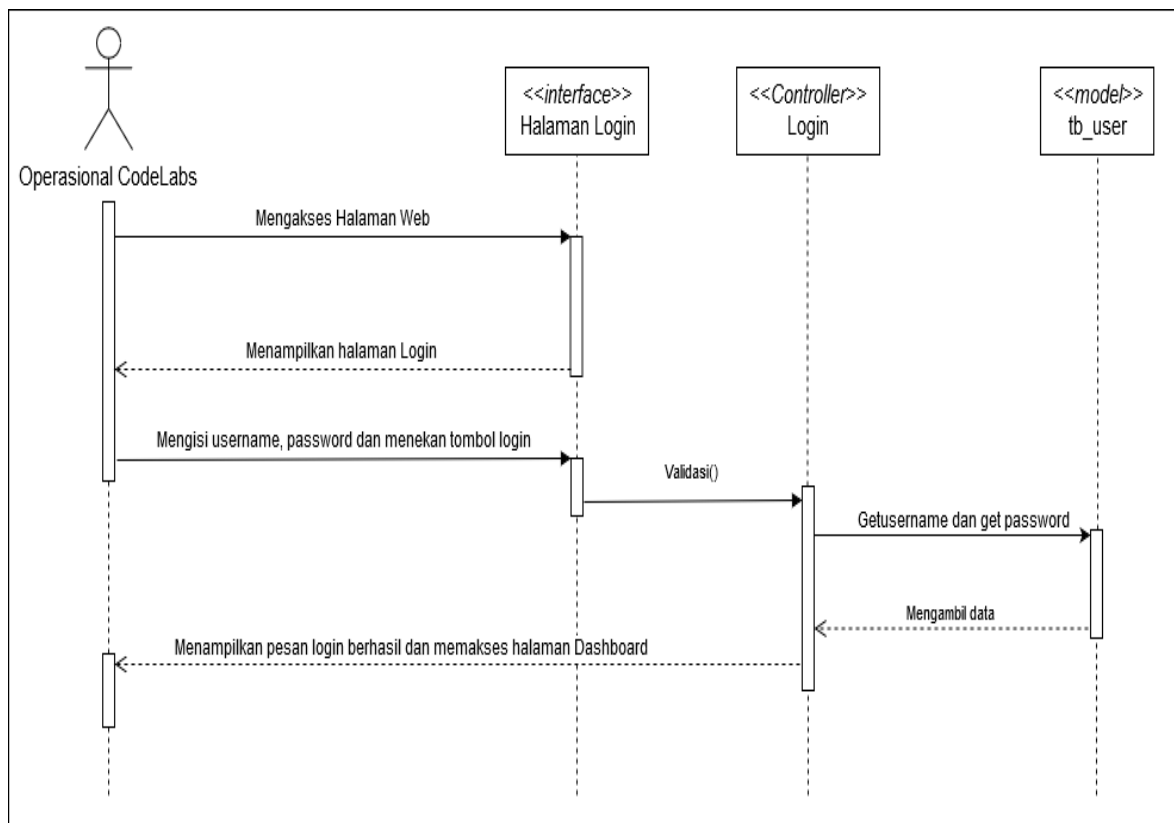 <<interface>>
Halaman Login
<<Controller>>
Login
<<model>>
tb_user
Operasional CodeLabs
Mengakses Halaman Web
Menampilkan halaman Login
Mengisi username, password dan menekan tombol login
Validasi()
Getusername dan get password
Mengambil data
Menampilkan pesan login berhasil dan memakses halaman Dashboard